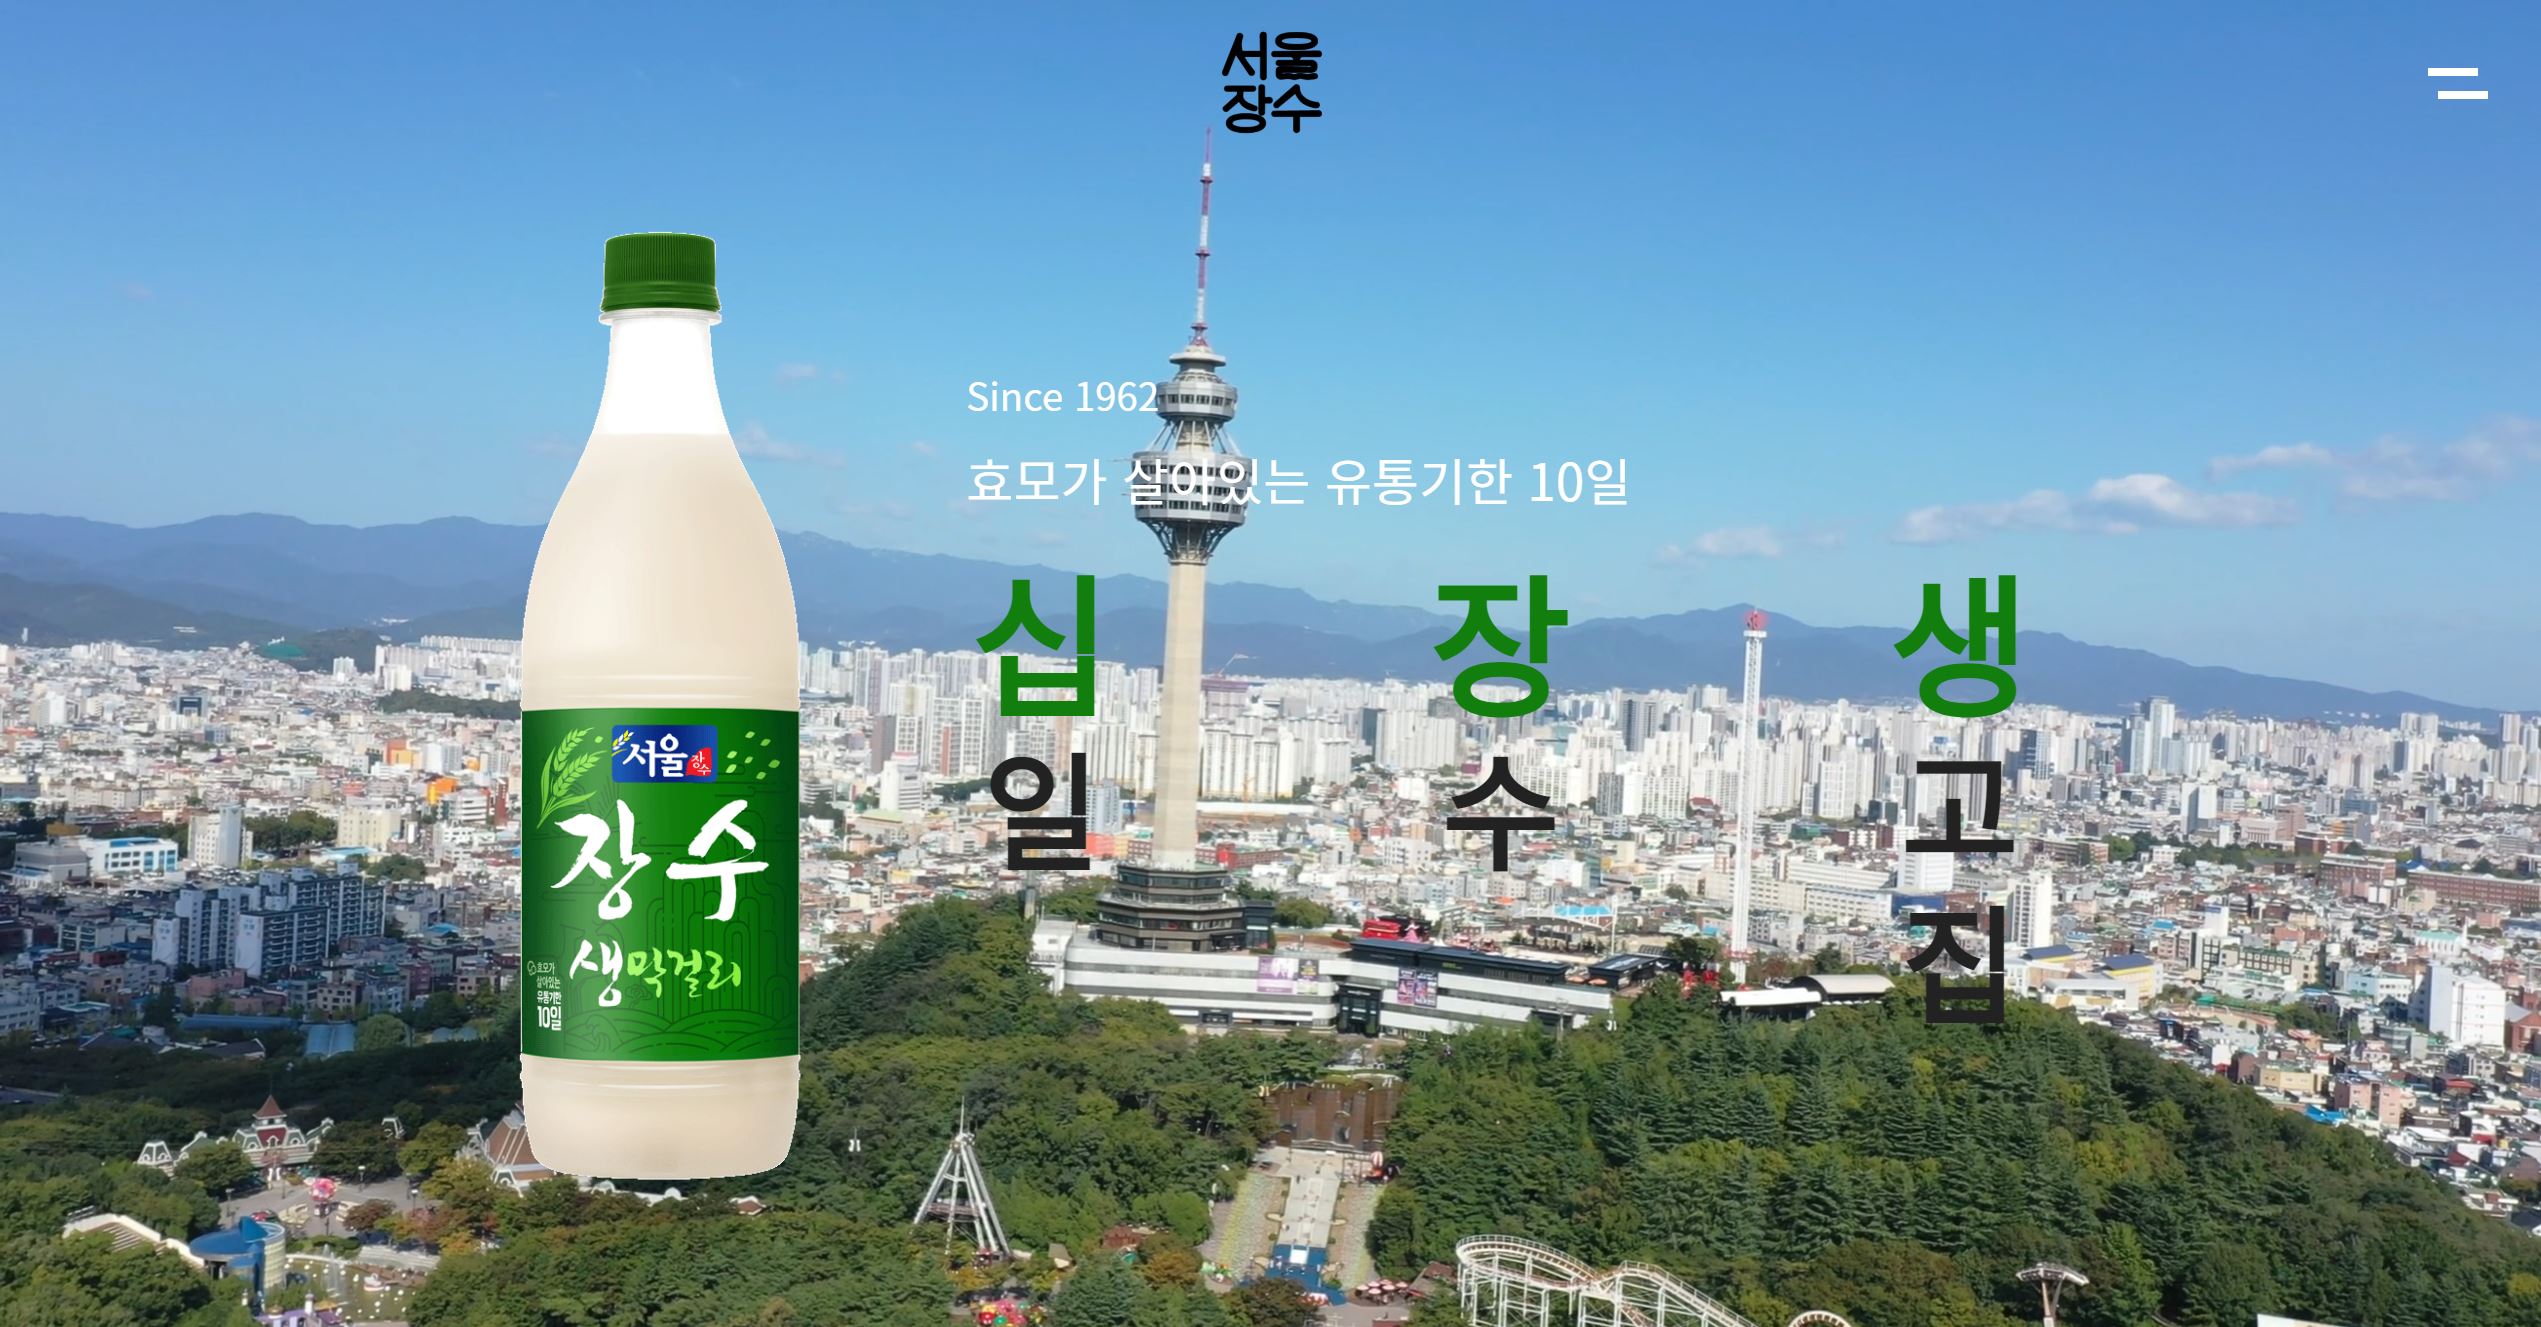 서울
장수
Since 1962
효모가 살아있는 유통기한 10일
십 장 생
일 수 고
집
서울
장수
장수
생막걸리
효모가
살아있는
유통기한
10일